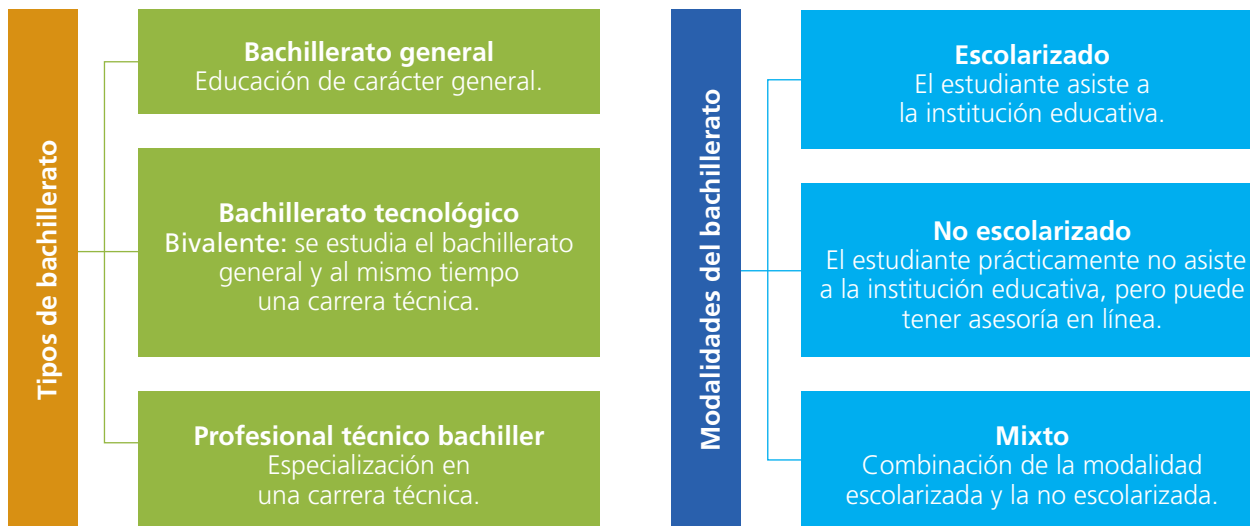 Tipos de bachillerato
Bachillerato general
Educación de carácter general.
Bachillerato tecnológico
Bivalente: se estudia el bachillerato
general y al mismo tiempo
una carrera técnica.
Profesional técnico bachiller
Especialización en
una carrera técnica.
Modalidades del bachillerato
Escolarizado
El estudiante asiste a
la institución educativa.
No escolarizado
El estudiante prácticamente no asiste
a la institución educativa, pero puede
tener asesoría en línea.
Mixto
Combinación de la modalidad
escolarizada y la no escolarizada.